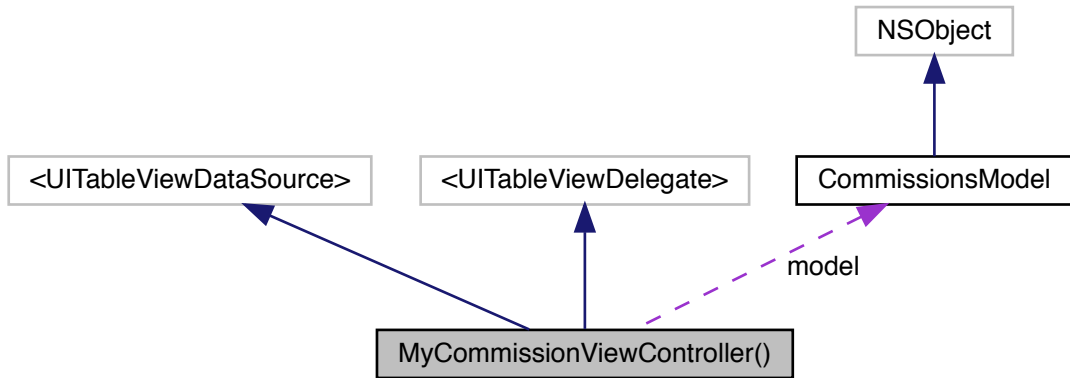 NSObject
<UITableViewDataSource>
<UITableViewDelegate>
CommissionsModel
model
MyCommissionViewController()